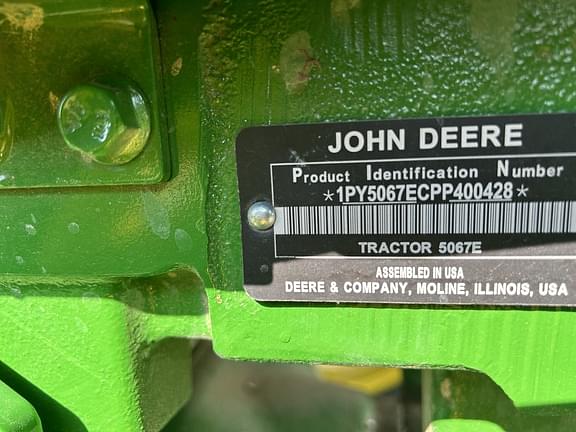 JOHN DEERE
Product Identification Number
*1PY5067ECPP400428*
TRACTOR 5067E
ASSEMBLED IN USA
DEERE & COMPANY, MOLINE, ILLINOIS, USA